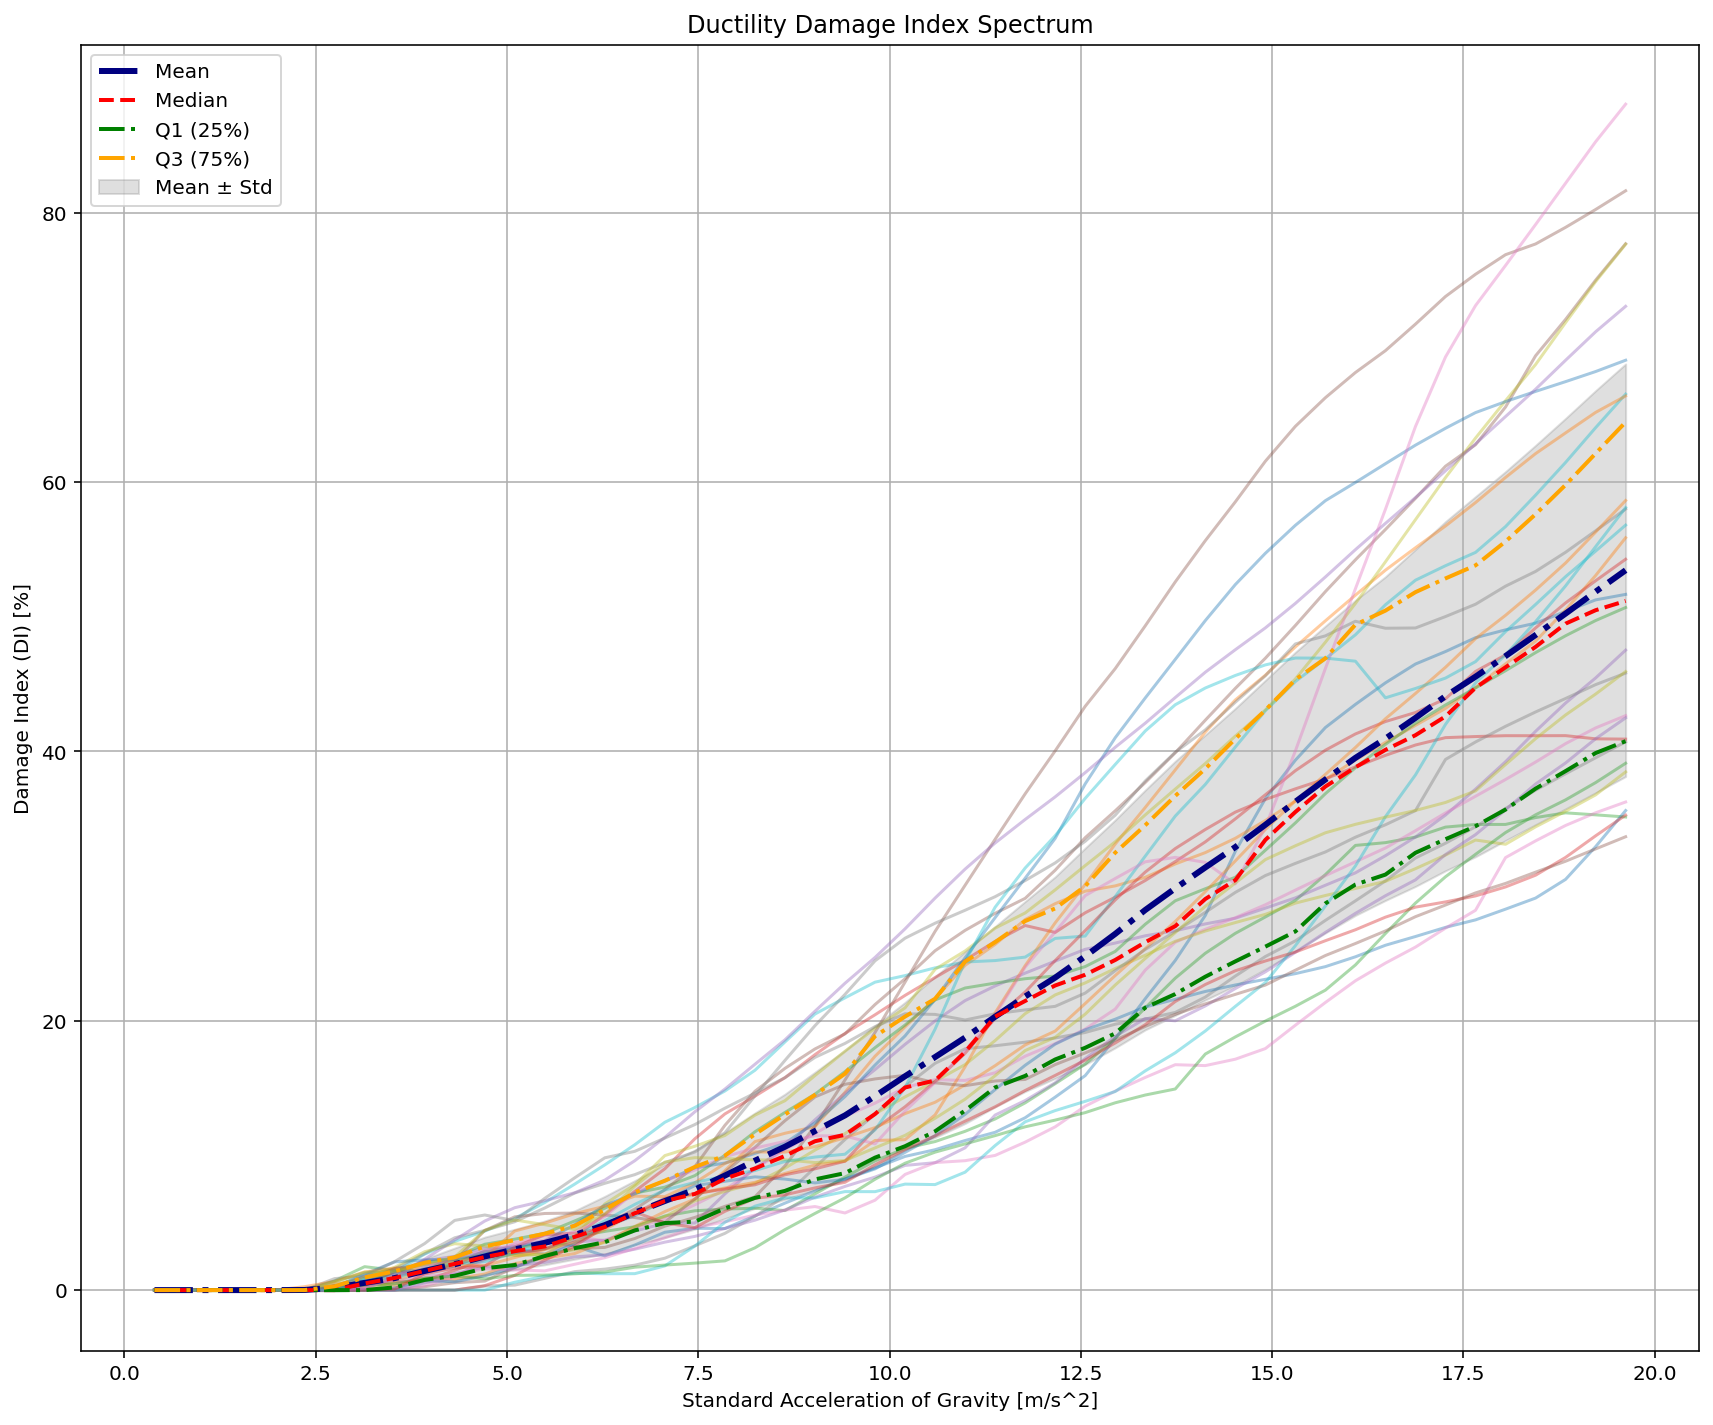 Ductility Damage Index Spectrum
Mean
Median
Q1 (25%)
Q3 (75%)
Mean ± Std
80
60
40
20
0
Damage Index (DI) [%]
0.0 2.5 5.0 7.5 10.0 12.5 15.0 17.5 20.0
Standard Acceleration of Gravity [m/s^2]